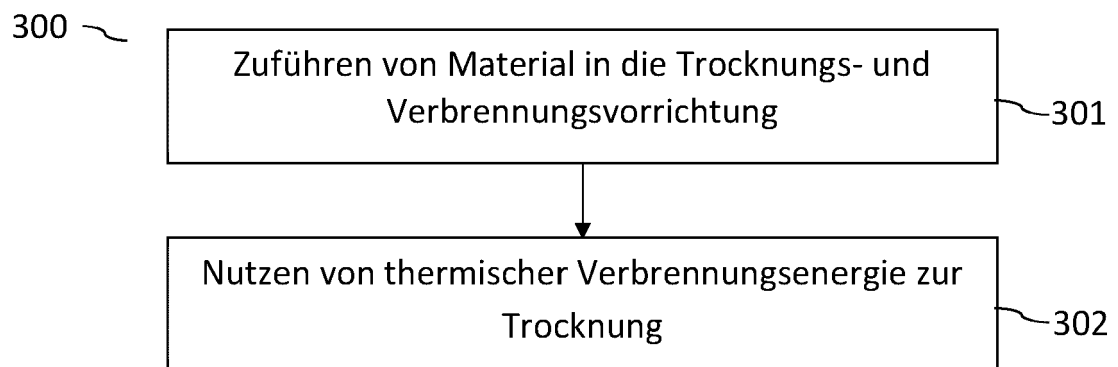 300
Zuführen von Material in die Trocknungs- und
Verbrennungsvorrichtung
301
Nutzen von thermischer Verbrennungsenergie zur
Trocknung
302